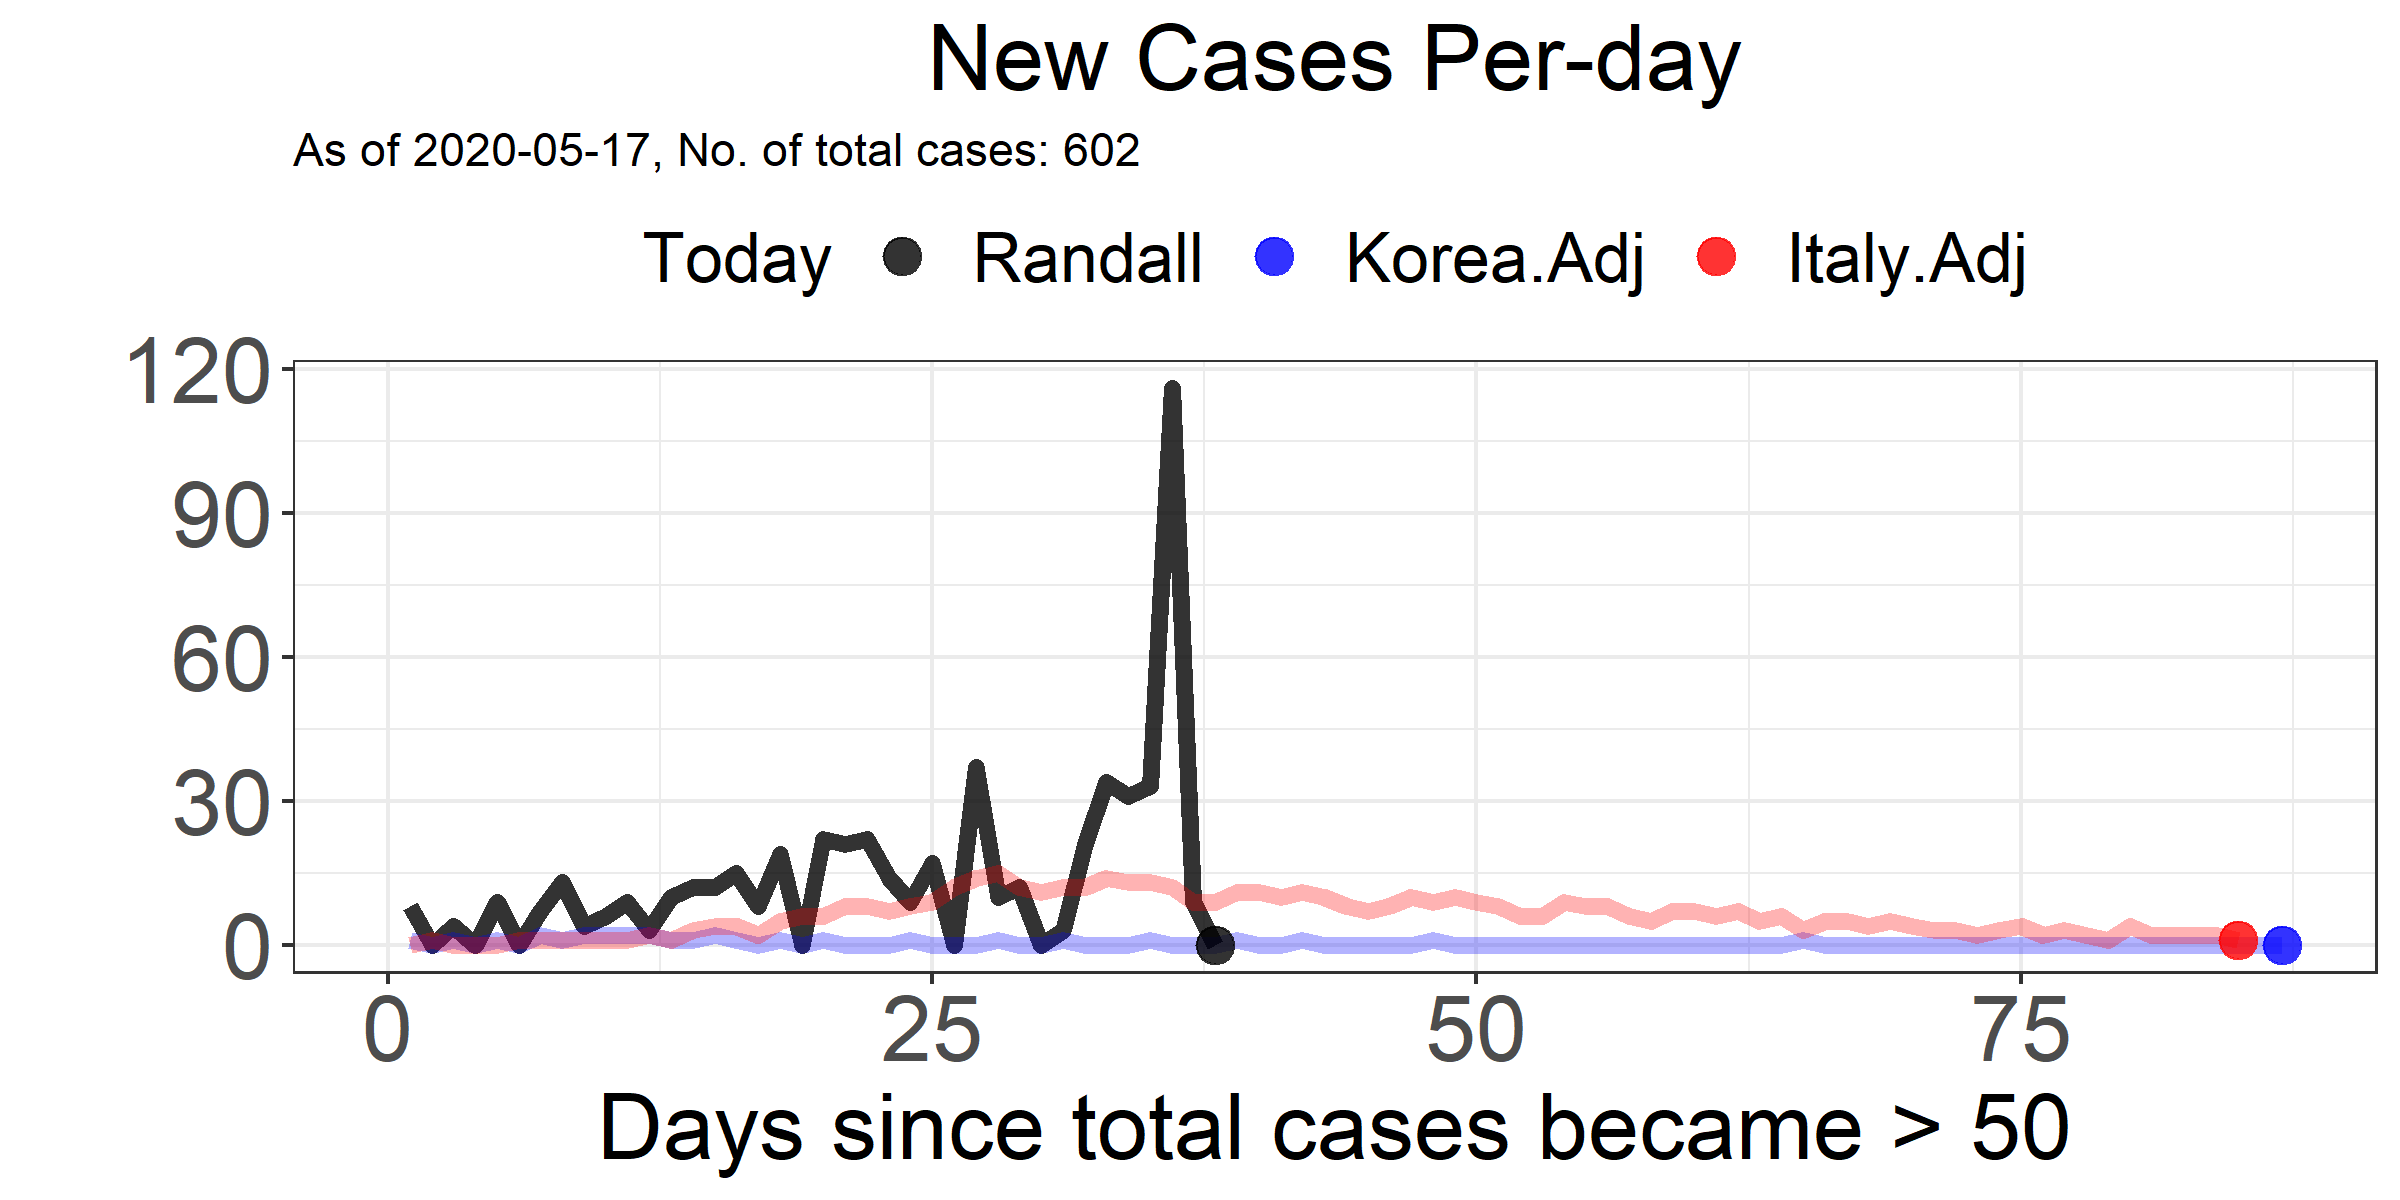 New Cases Per-day
As of 2020-05-17, No. of total cases: 602
Today Randall Korea.Adj Italy.Adj
120
90
60
30
0
0 25 50 75
Days since total cases became > 50